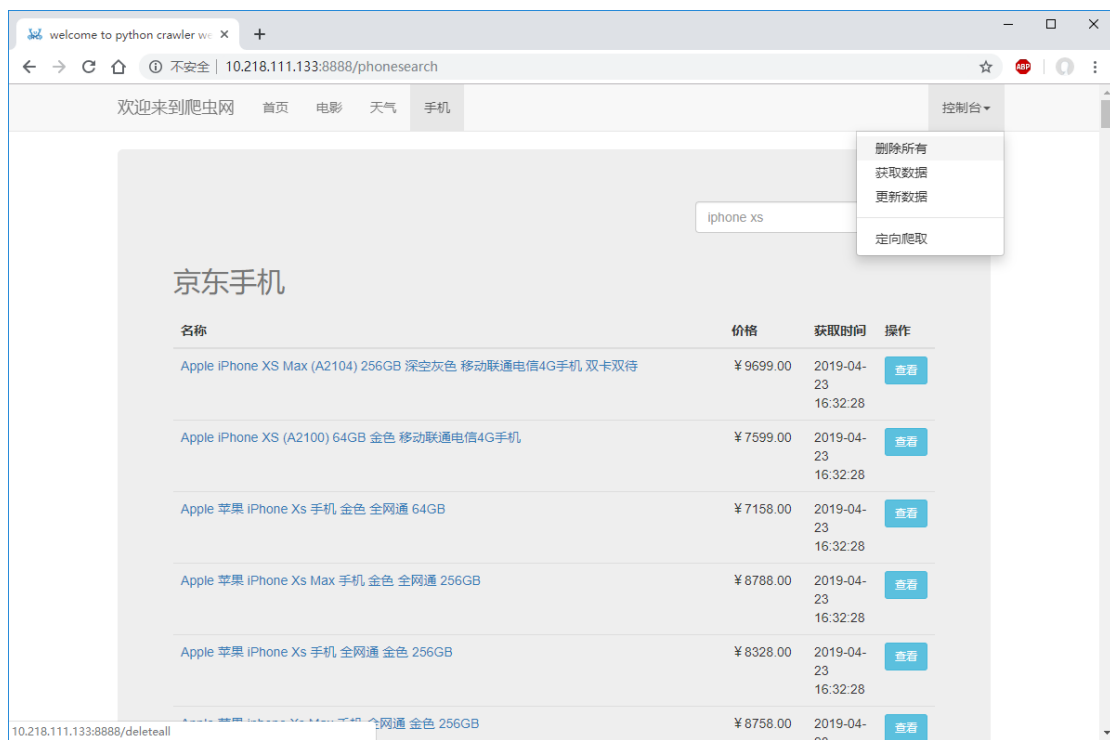 welcome to python crawler we
不安全 | 10.218.111.133:8888/phonesearch
ABP
欢迎来到爬虫网 首页 电影 天气 手机 控制台
删除所有
获取数据
更新数据
定向爬取
iphone xs
京东手机
名称 价格 获取时间 操作
Apple iPhone XS Max (A2104) 256GB 深空灰色 移动联通电信4G手机 双卡双待 ¥9699.00 2019-04- 查看
23
16:32:28
Apple iPhone XS (A2100) 64GB 金色 移动联通电信4G手机 ¥7599.00 2019-04- 查看
23
16:32:28
Apple 苹果 iPhone Xs 手机 金色 全网通 64GB ¥7158.00 2019-04- 查看
23
16:32:28
Apple 苹果 iPhone Xs Max 手机 金色 全网通 256GB ¥8788.00 2019-04- 查看
23
16:32:28
Apple 苹果 iPhone Xs 手机 全网通 金色 256GB ¥8328.00 2019-04- 查看
23
16:32:28
Apple 苹果 iphone Xs Max 手机 全网通 金色 256GB ¥8758.00 2019-04- 查看
10.218.111.133:8888/deleteall